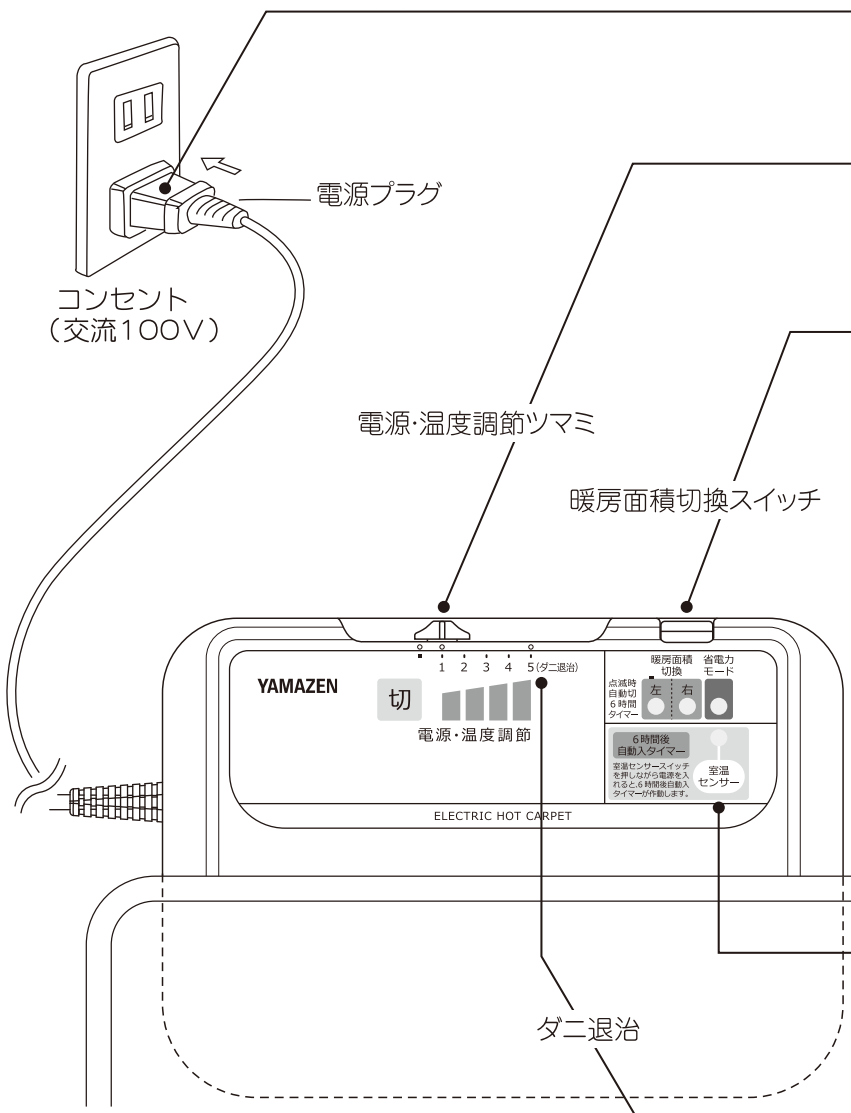 電源プラグ
コンセント
（交流100V）
電源・温度調節ツマミ
暖房面積切換スイッチ
YAMAZEN
切
1 2 3 4 5(ダニ退治)
電源・温度調節
点滅時
自動切
6時間
タイマー
暖房面積
切換
左 右
省電力
モード
6時間後
自動入タイマー
室温センサースイッチ
を押しながら電源を入
れると、6時間後自動入
タイマーが作動します。
室温
センサー
ELECTRIC HOT CARPET
ダニ退治